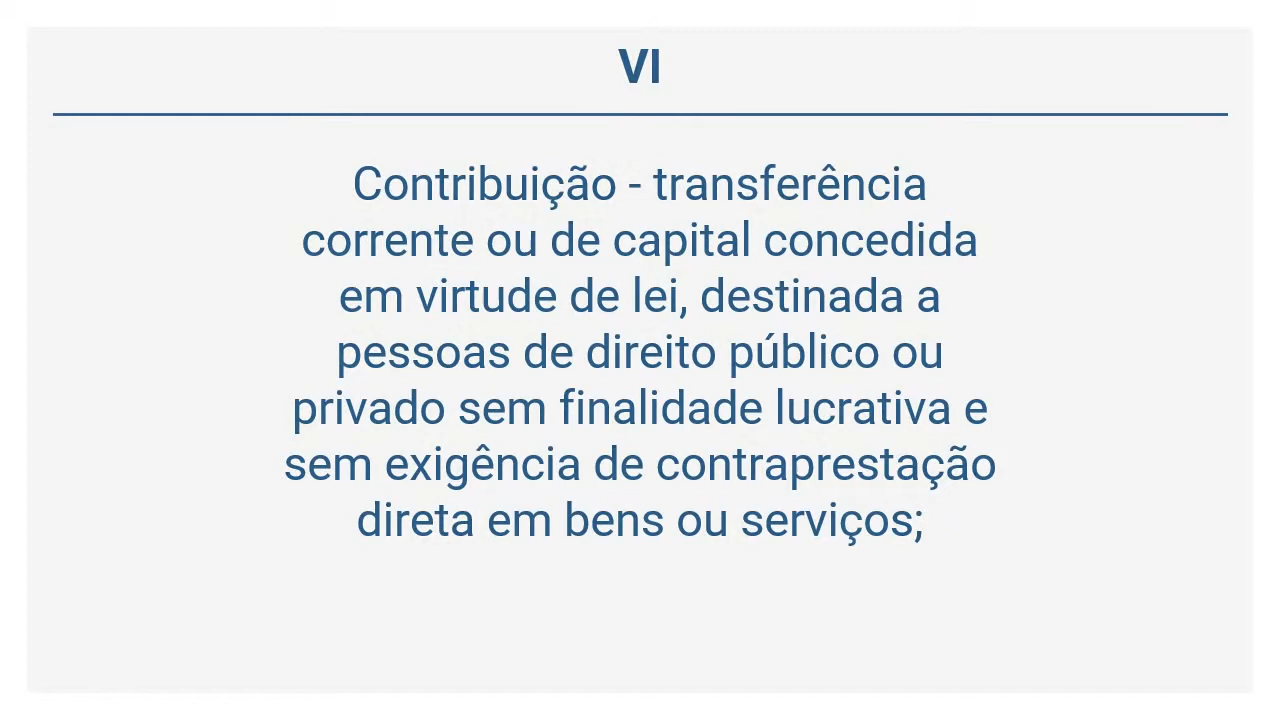 VI
Contribuição - transferência
corrente ou de capital concedida
em virtude de lei, destinada a
pessoas de direito público ou
privado sem finalidade lucrativa e
sem exigência de contraprestação
direta em bens ou serviços;